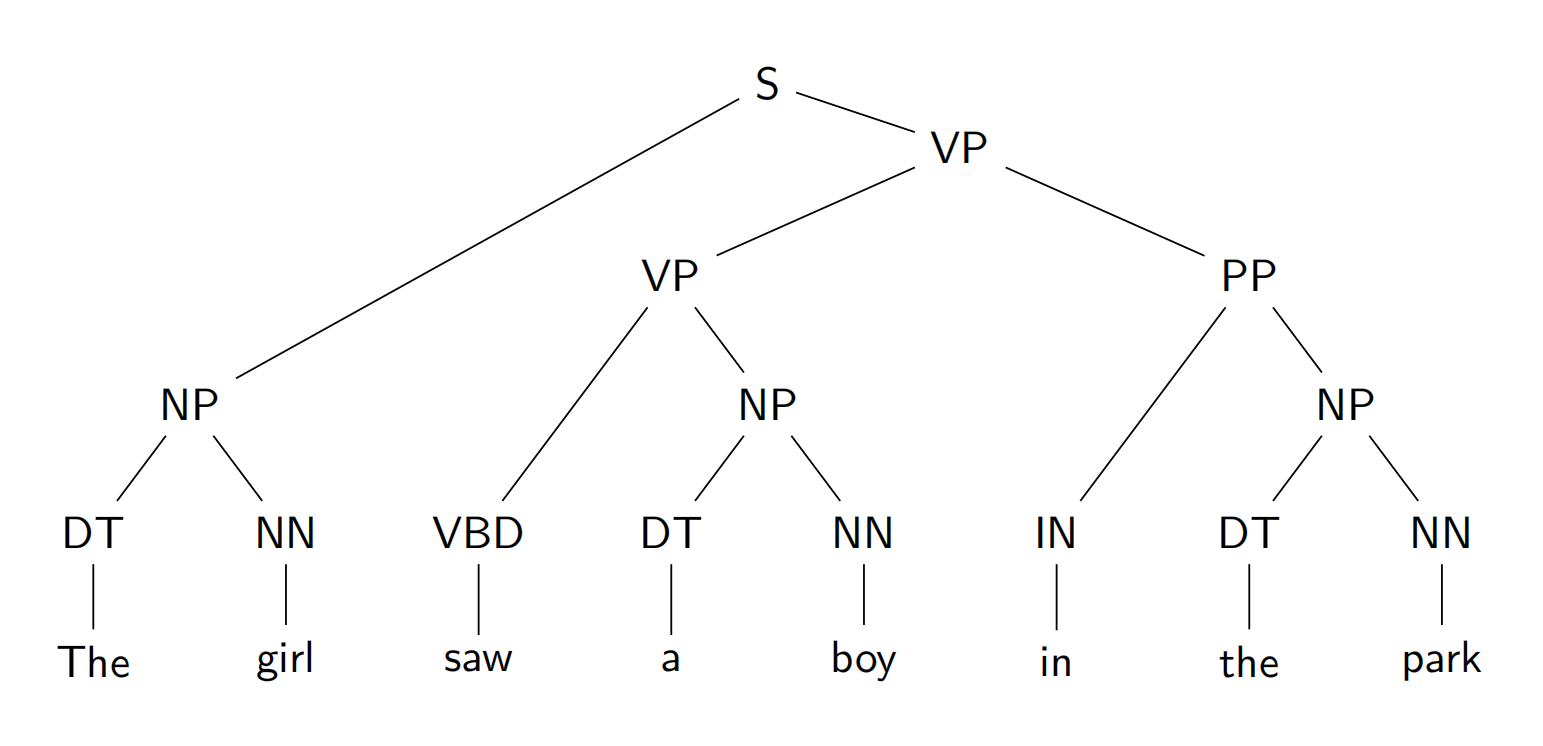 S
VP
VP PP
NP NP NP
DT NN VBD DT NN IN DT NN
The girl saw a boy in the park